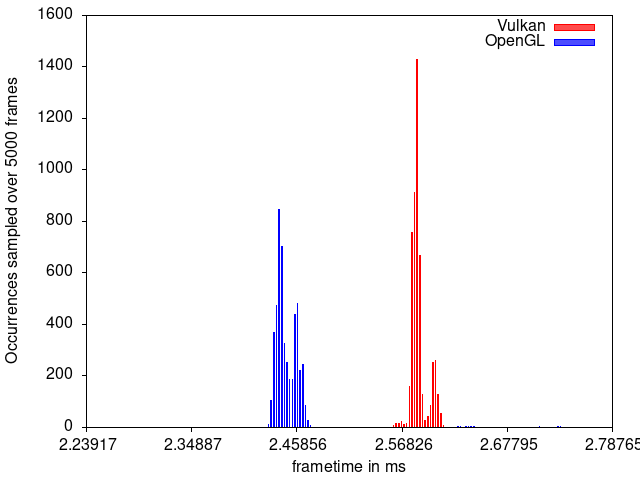 Vulkan
OpenGL
1600
1400
1200
1000
800
600
400
200
0
Occurrences sampled over 5000 frames
2.23917 2.34887 2.45856 2.56826 2.67795 2.78765
frametime in ms